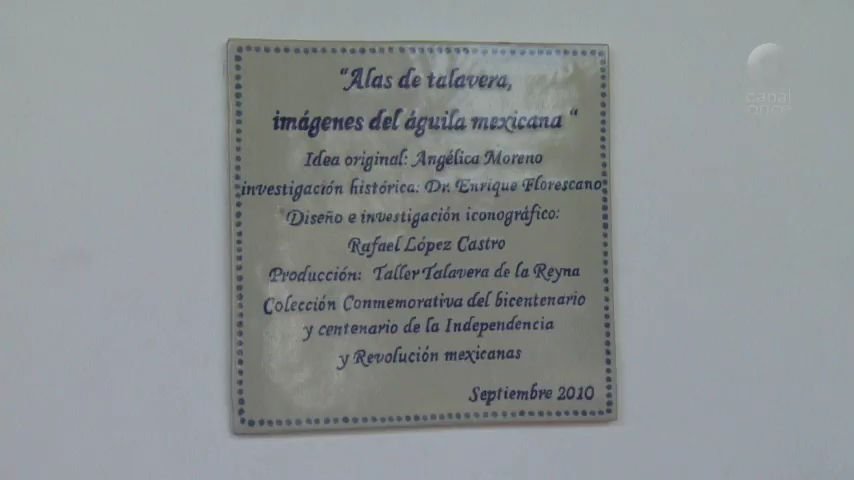 "Alas de talavera,
imágenes del águila mexicana "
Idea original: Angélica Moreno
investigación histórica: Dr. Enrique Florescano
Diseño e investigación iconográfico:
Rafael López Castro
Producción: Taller Talavera de la Reyna
Colección Conmemorativa del bicentenario
y centenario de la Independencia
y Revolución mexicanas
Septiembre 2010
canal
once